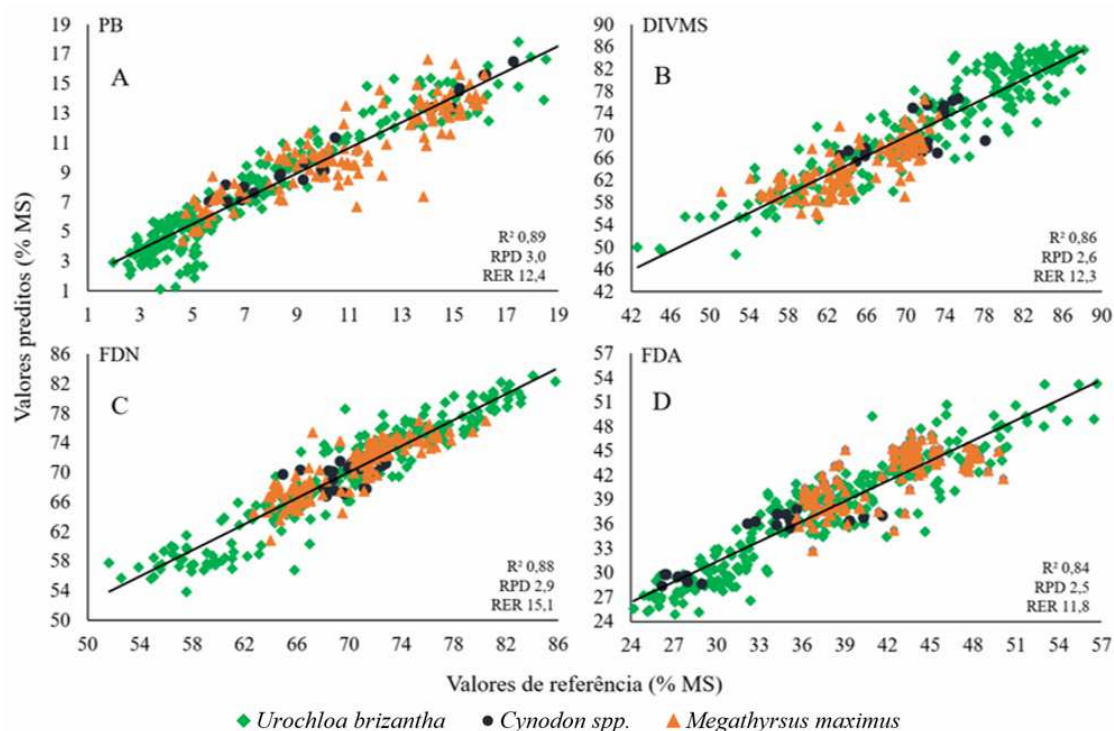 PB
A
19
17
15
13
11
9
7
5
3
1
R² 0,89
RPD 3,0
RER 12,4
1 3 5 7 9 11 13 15 17 19
DIVMS
B
90
86
82
78
74
70
66
62
58
54
50
46
42
R² 0,86
RPD 2,6
RER 12,3
42 46 50 54 58 62 66 70 74 78 82 86 90
Valores preditos (% MS)
FDN
C
86
82
78
74
70
66
62
58
54
50
R² 0,88
RPD 2,9
RER 15,1
50 54 58 62 66 70 74 78 82 86
FDA
D
57
54
51
48
45
42
39
36
33
30
27
24
R² 0,84
RPD 2,5
RER 11,8
24 27 30 33 36 39 42 45 48 51 54 57
Valores de referência (% MS)
Urochloa brizantha Cynodon spp. Megathyrsus maximus